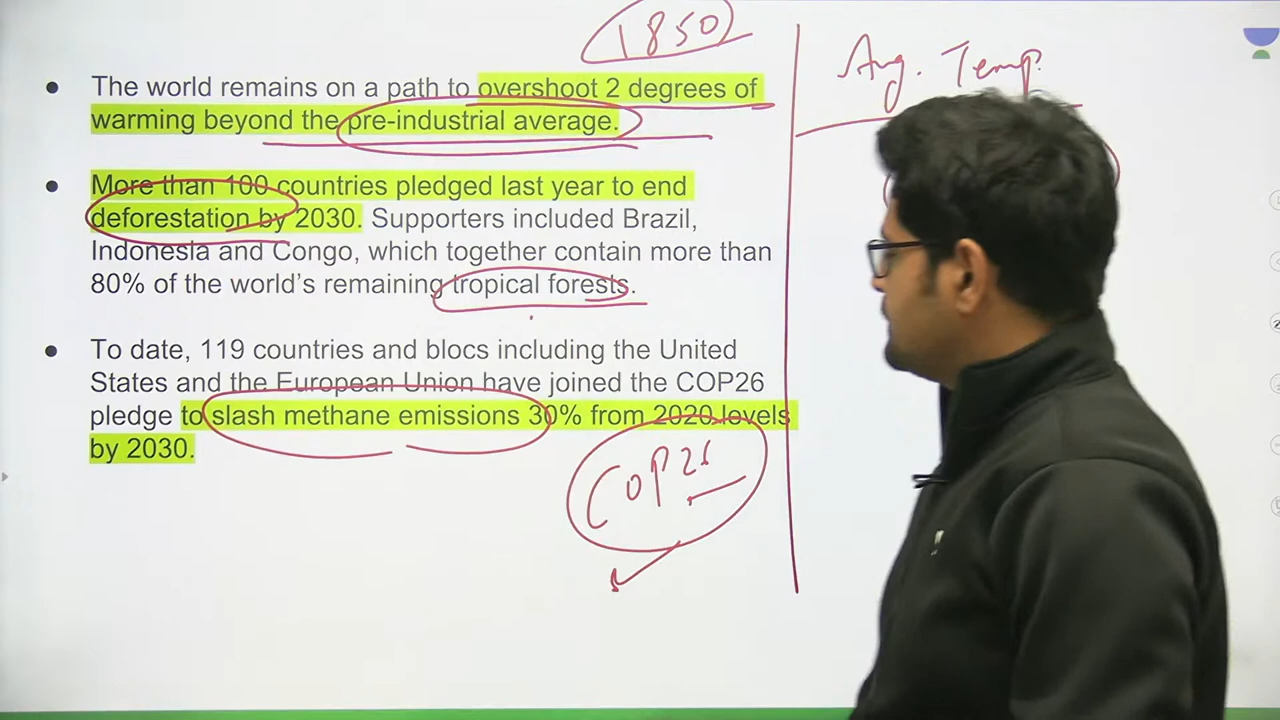 1850
Avg. Temp.
• The world remains on a path to overshoot 2 degrees of
warming beyond the pre-industrial average.
• More than 100 countries pledged last year to end
deforestation by 2030. Supporters included Brazil,
Indonesia and Congo, which together contain more than
80% of the world’s remaining tropical forests.
• To date, 119 countries and blocs including the United
States and the European Union have joined the COP26
pledge to slash methane emissions 30% from 2020 levels
by 2030.
COP26